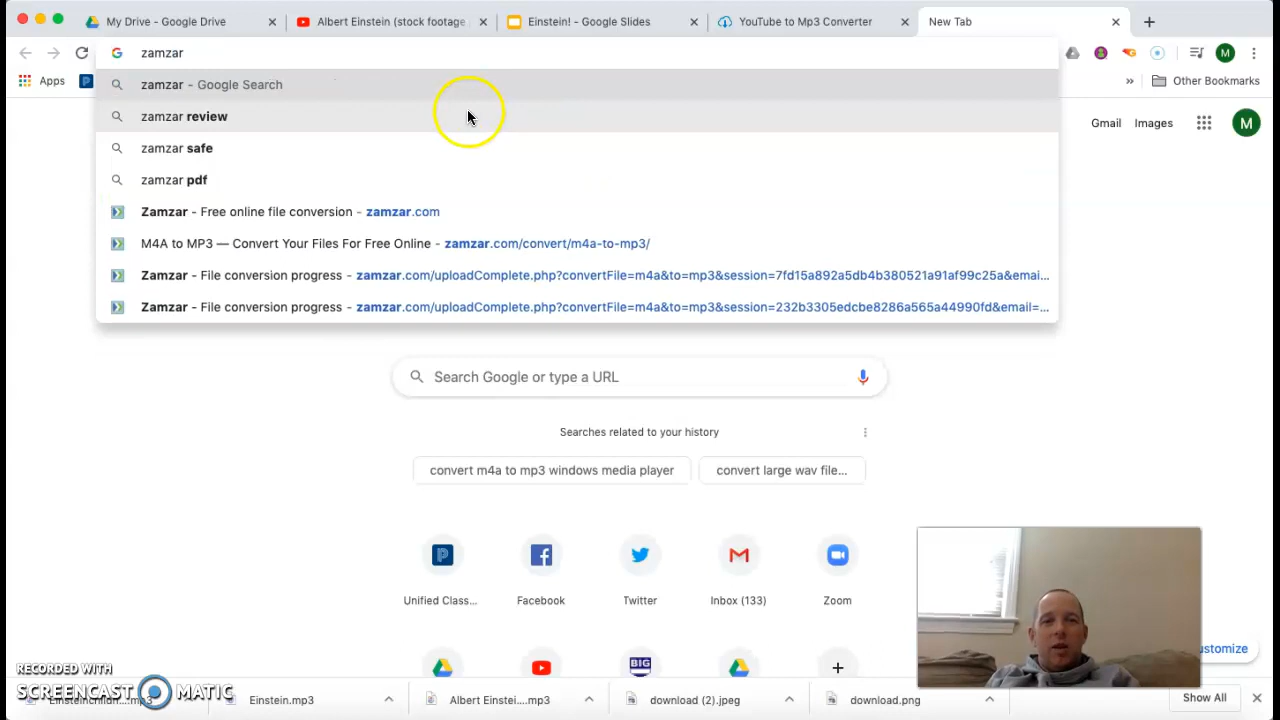 My Drive - Google Drive
Albert Einstein (stock footage
Einstein! - Google Slides
YouTube to Mp3 Converter
New Tab
zamzar
Apps
Other Bookmarks
zamzar - Google Search
zamzar review
zamzar safe
zamzar pdf
Zamzar - Free online file conversion - zamzar.com
M4A to MP3 — Convert Your Files For Free Online - zamzar.com/convert/m4a-to-mp3/
Zamzar - File conversion progress - zamzar.com/uploadComplete.php?convertFile=m4a&to=mp3&session=7fd15a892a5db4b380521a91af99c25a&emai...
Zamzar - File conversion progress - zamzar.com/uploadComplete.php?convertFile=m4a&to=mp3&session=232b3305edcbe8286a565a44990fd&email=...
Gmail Images M
Search Google or type a URL
Searches related to your history
convert m4a to mp3 windows media player
convert large wav file...
Unified Class...
Facebook
Twitter
Inbox (133)
Zoom
BIG
ustomize
RECORDED WITH
SCREENCAST MATIC
Einstein.mp3
Albert Einstei....mp3
download (2).jpeg
download.png
Show All